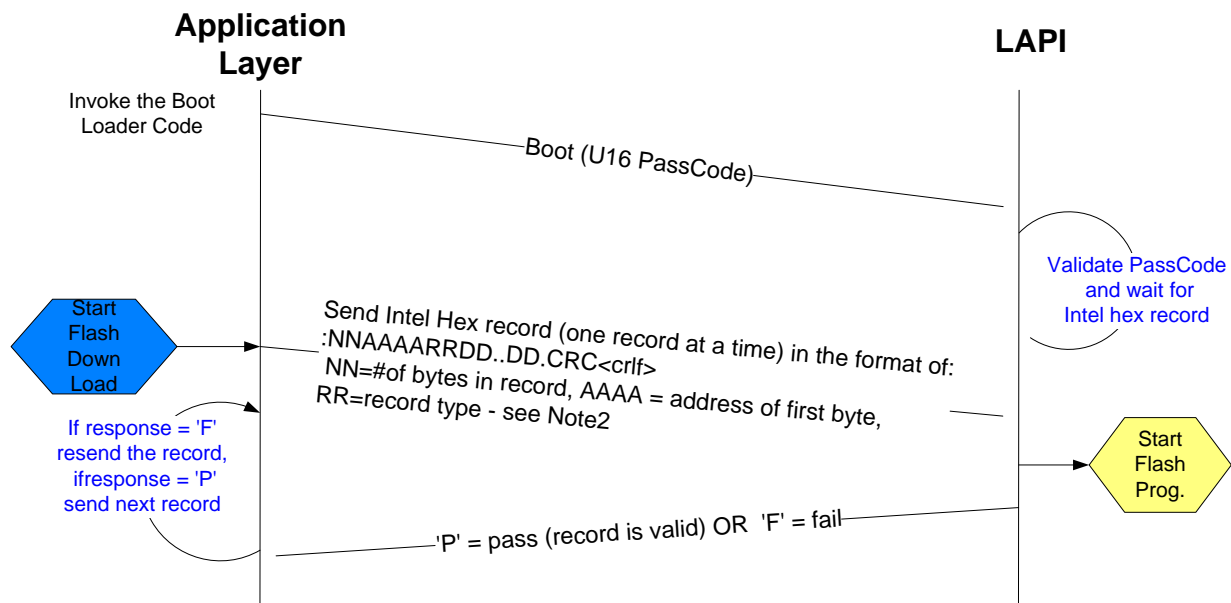 Application
Layer
LAPI
Invoke the Boot
Loader Code
Boot (U16 PassCode)
Validate PassCode
and wait for
Intel hex record
Start
Flash
Down
Load
Send Intel Hex record (one record at a time) in the format of:
:NNAAAARRDD..DD.CRC<crlf>
NN=#of bytes in record, AAAA = address of first byte,
RR=record type - see Note2
If response = 'F'
resend the record,
ifresponse = 'P'
send next record
Start
Flash
Prog.
'P' = pass (record is valid) OR 'F' = fail